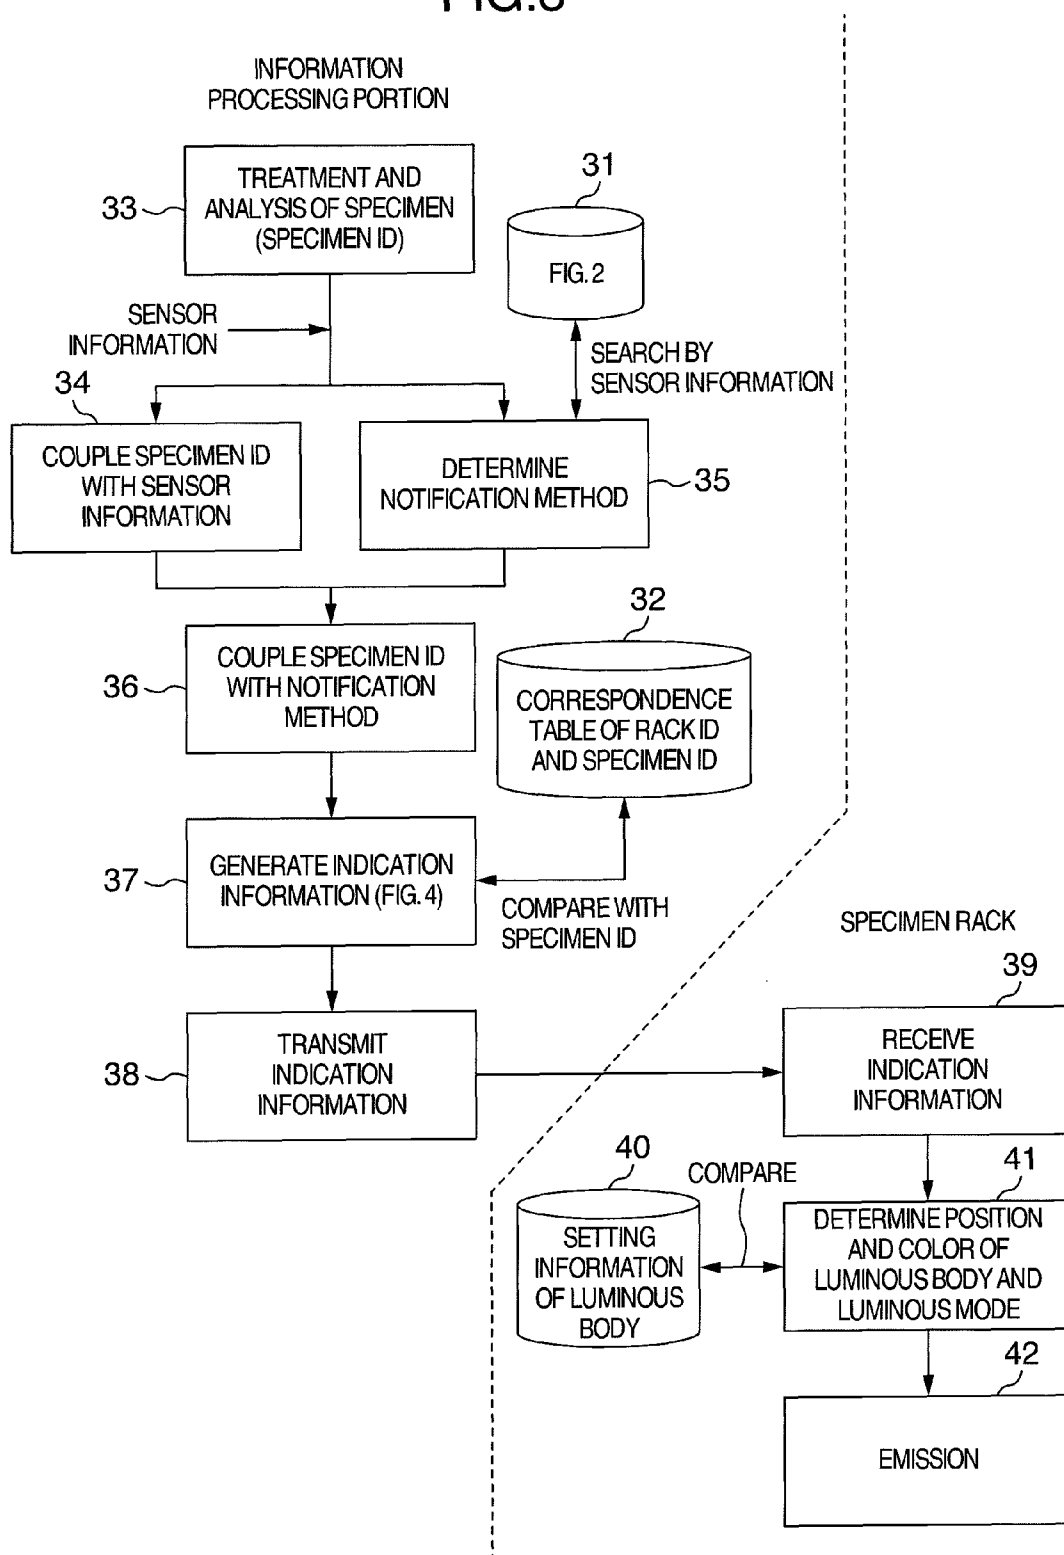 INFORMATION
PROCESSING PORTION
33
TREATMENT AND
ANALYSIS OF SPECIMEN
(SPECIMEN ID)
31
FIG. 2
SENSOR
INFORMATION
SEARCH BY
SENSOR INFORMATION
34
COUPLE SPECIMEN ID
WITH SENSOR
INFORMATION
DETERMINE
NOTIFICATION METHOD
35
32
36
COUPLE SPECIMEN ID
WITH NOTIFICATION
METHOD
CORRESPONDENCE
TABLE OF RACK ID
AND SPECIMEN ID
37
GENERATE INDICATION
INFORMATION (FIG. 4)
COMPARE WITH
SPECIMEN ID
SPECIMEN RACK
39
38
TRANSMIT
INDICATION
INFORMATION
RECEIVE
INDICATION
INFORMATION
40
COMPARE
41
SETTING
INFORMATION
OF LUMINOUS
BODY
DETERMINE POSITION
AND COLOR OF
LUMINOUS BODY AND
LUMINOUS MODE
42
EMISSION